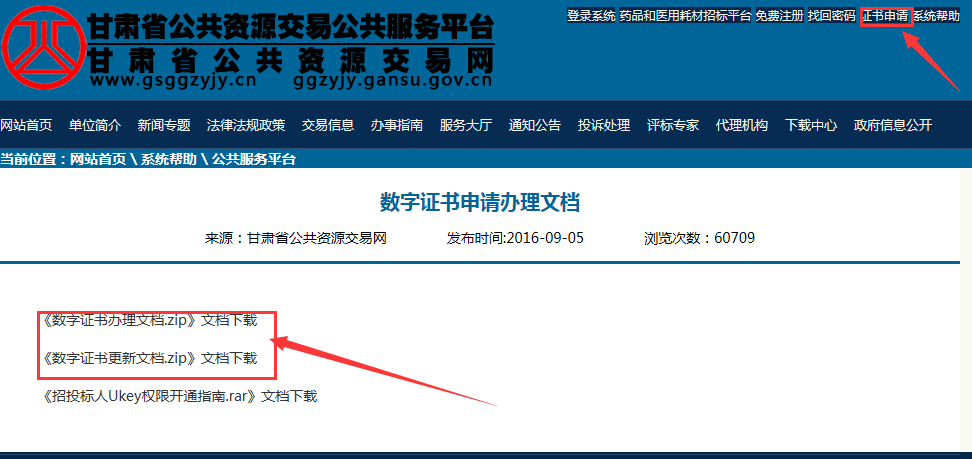 登录系统 药品和医用耗材招标平台 免费注册 找回密码 证书申请 系统帮助
甘肃省公共资源交易公共服务平台
甘肃省公共资源交易网
www.gsggzyjy.cn ggzyjy.gansu.gov.cn
网站首页 单位简介 新闻专题 法律法规政策 交易信息 办事指南 服务大厅 通知公告 投诉处理 评标专家 代理机构 下载中心 政府信息公开
当前位置：网站首页 \ 系统帮助 \ 公共服务平台
数字证书申请办理文档
来源：甘肃省公共资源交易网 发布时间:2016-09-05 浏览次数：60709
《数字证书办理文档.zip》文档下载
《数字证书更新文档.zip》文档下载
《招投标人Ukey权限开通指南.rar》文档下载